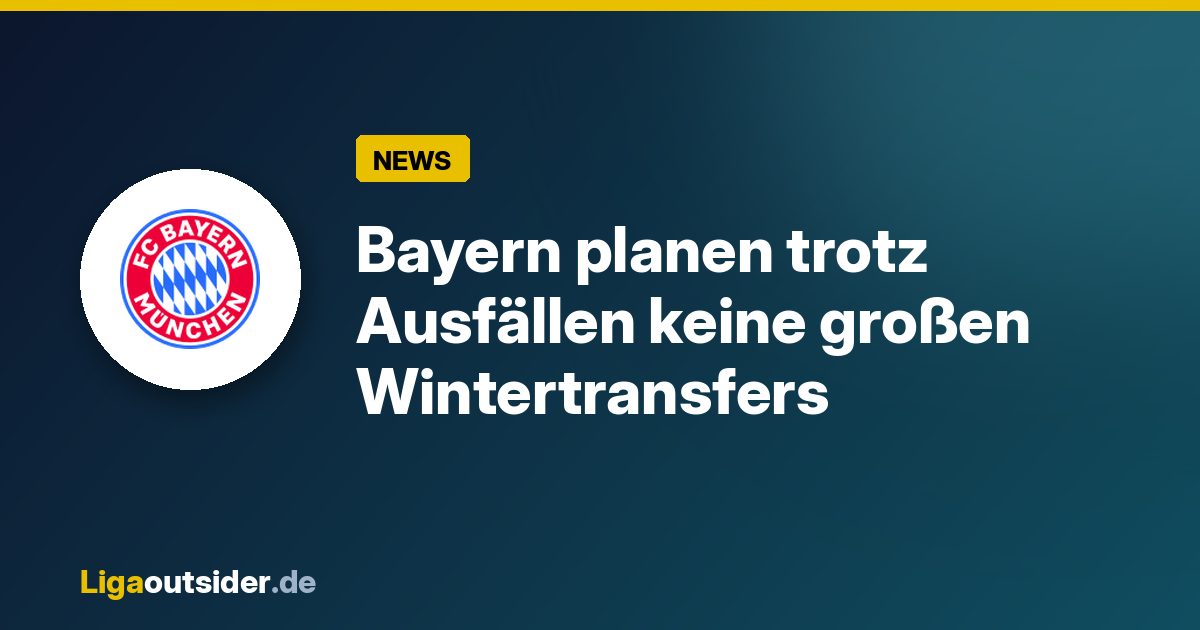 FC BAYERN
MÜNCHEN
NEWS
Bayern planen trotz
Ausfällen keine großen
Wintertransfers
Ligaoutsider.de